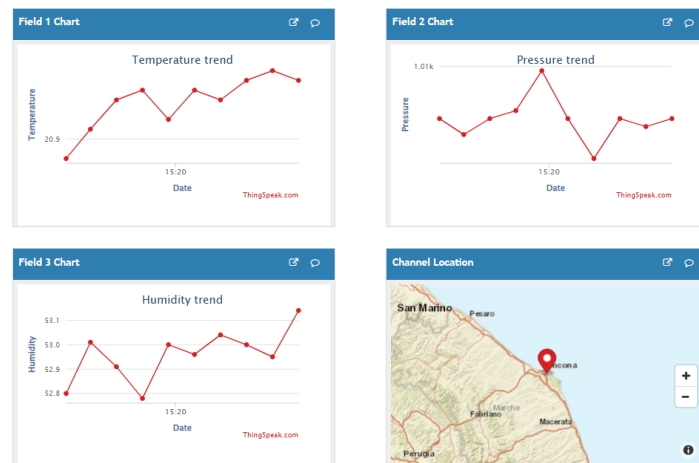 Field 1 Chart
Temperature trend
Temperature
20.9
15:20
Date
ThingSpeak.com
Field 2 Chart
Pressure trend
1.01k
Pressure
15:20
Date
ThingSpeak.com
Field 3 Chart
Humidity trend
53.1
53.0
52.9
52.8
Humidity
15:20
Date
ThingSpeak.com
Channel Location
San Marino
Pesaro
ncona
Marche
Fabriano
Macerata
Perugia
+
−